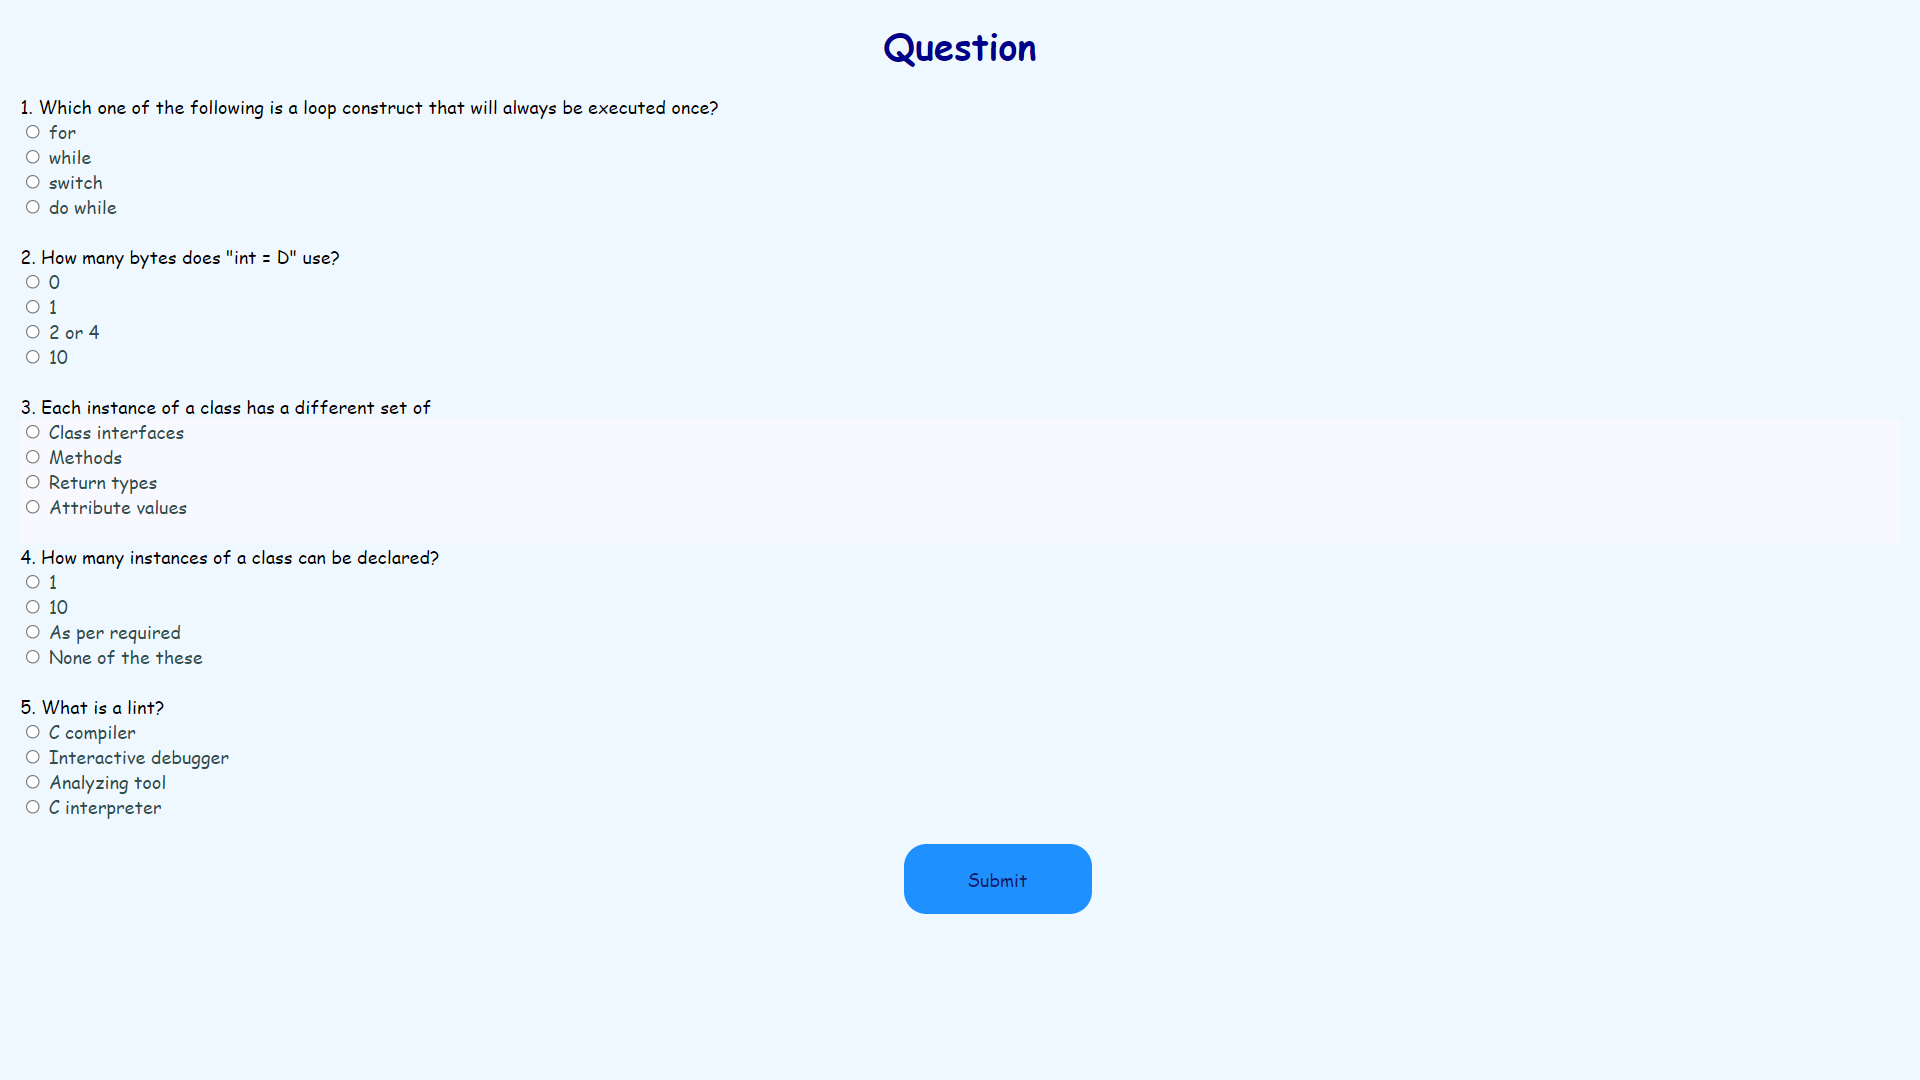 Question
1. Which one of the following is a loop construct that will always be executed once?
for
while
switch
do while
2. How many bytes does "int = D" use?
0
1
2 or 4
10
3. Each instance of a class has a different set of
Class interfaces
Methods
Return types
Attribute values
4. How many instances of a class can be declared?
1
10
As per required
None of the these
5. What is a lint?
C compiler
Interactive debugger
Analyzing tool
C interpreter
Submit